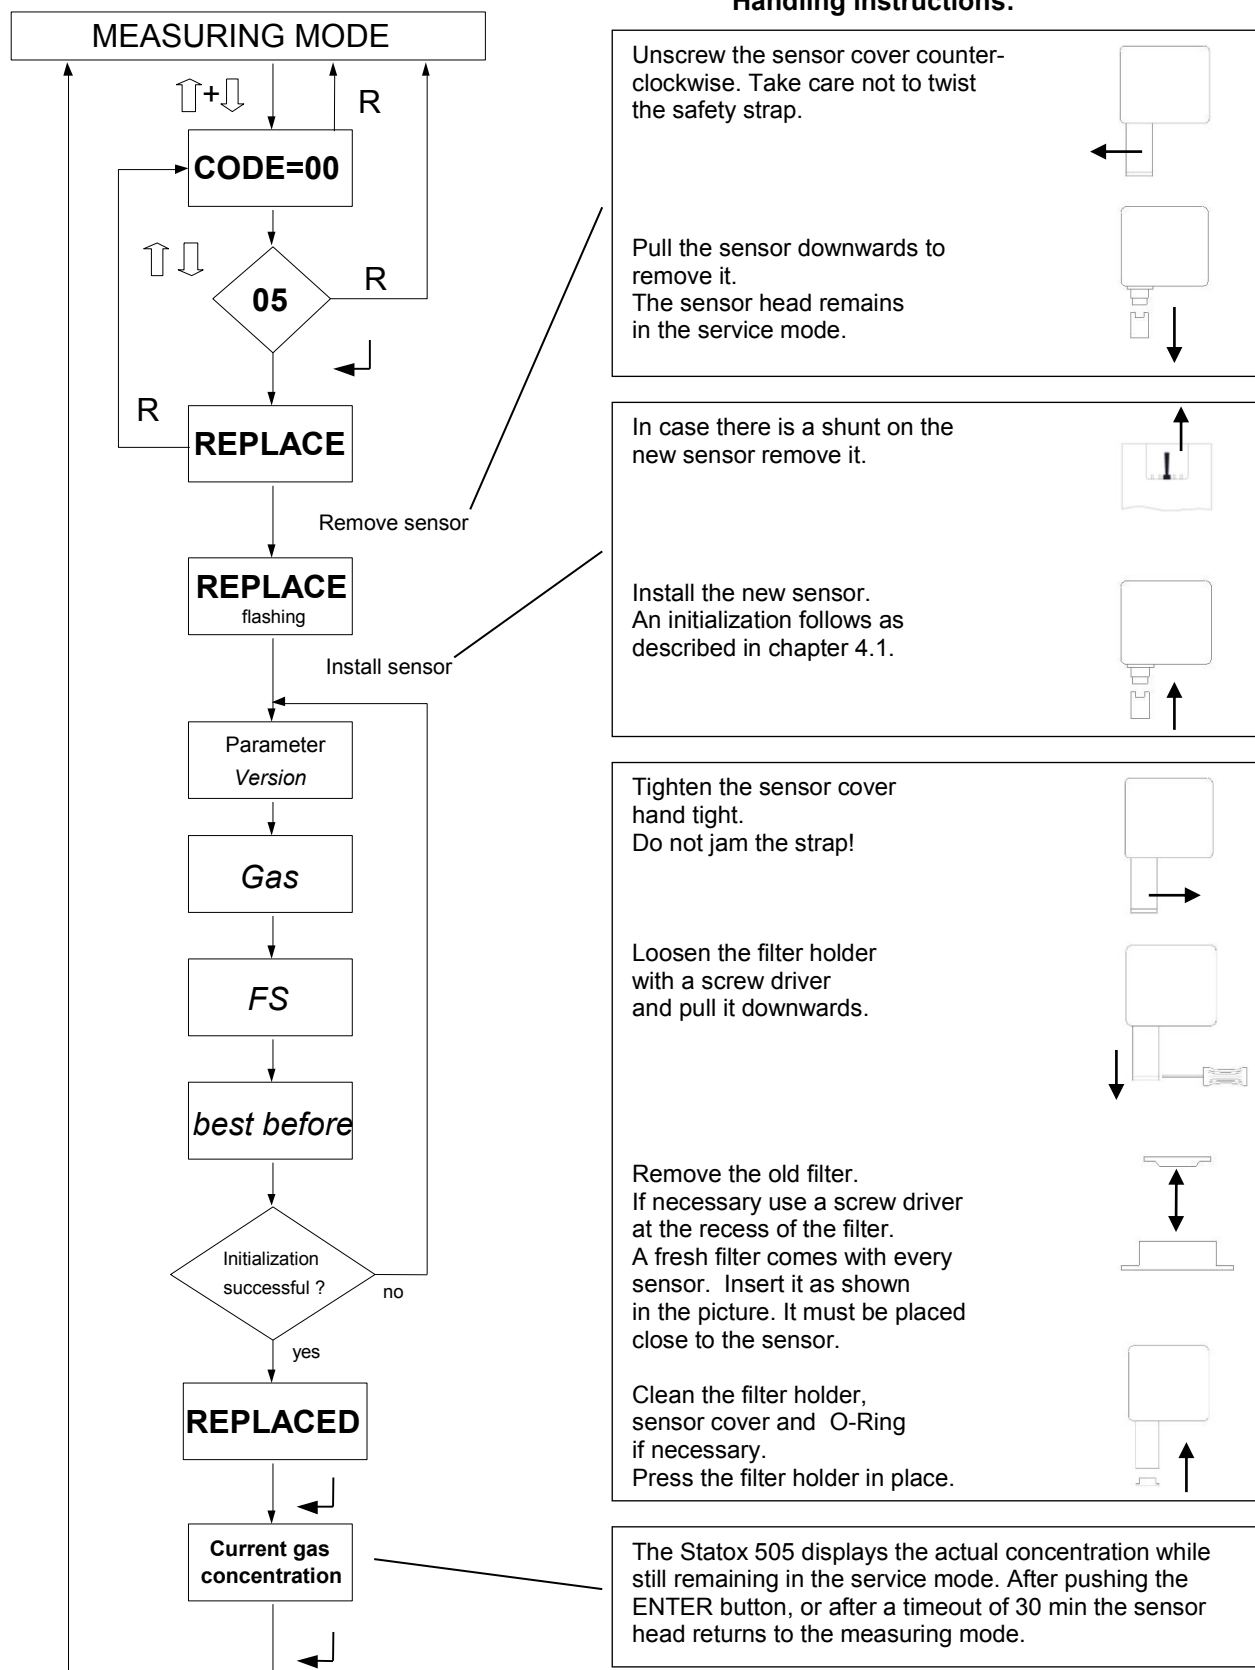 Handling instructions:
MEASURING MODE
+
R
CODE=00
05
R
R
REPLACE
Remove sensor
REPLACE
flashing
Install sensor
Parameter
Version
Gas
FS
best before
Initialization
successful ?
no
yes
REPLACED
Current gas
concentration
Unscrew the sensor cover counter-
clockwise. Take care not to twist
the safety strap.
Pull the sensor downwards to
remove it.
The sensor head remains
in the service mode.
In case there is a shunt on the
new sensor remove it.
Install the new sensor.
An initialization follows as
described in chapter 4.1.
Tighten the sensor cover
hand tight.
Do not jam the strap!
Loosen the filter holder
with a screw driver
and pull it downwards.
Remove the old filter.
If necessary use a screw driver
at the recess of the filter.
A fresh filter comes with every
sensor.  Insert it as shown
in the picture. It must be placed
close to the sensor.
Clean the filter holder,
sensor cover and  O-Ring
if necessary.
Press the filter holder in place.
The Statox 505 displays the actual concentration while
still remaining in the service mode. After pushing the
ENTER button, or after a timeout of 30 min the sensor
head returns to the measuring mode.